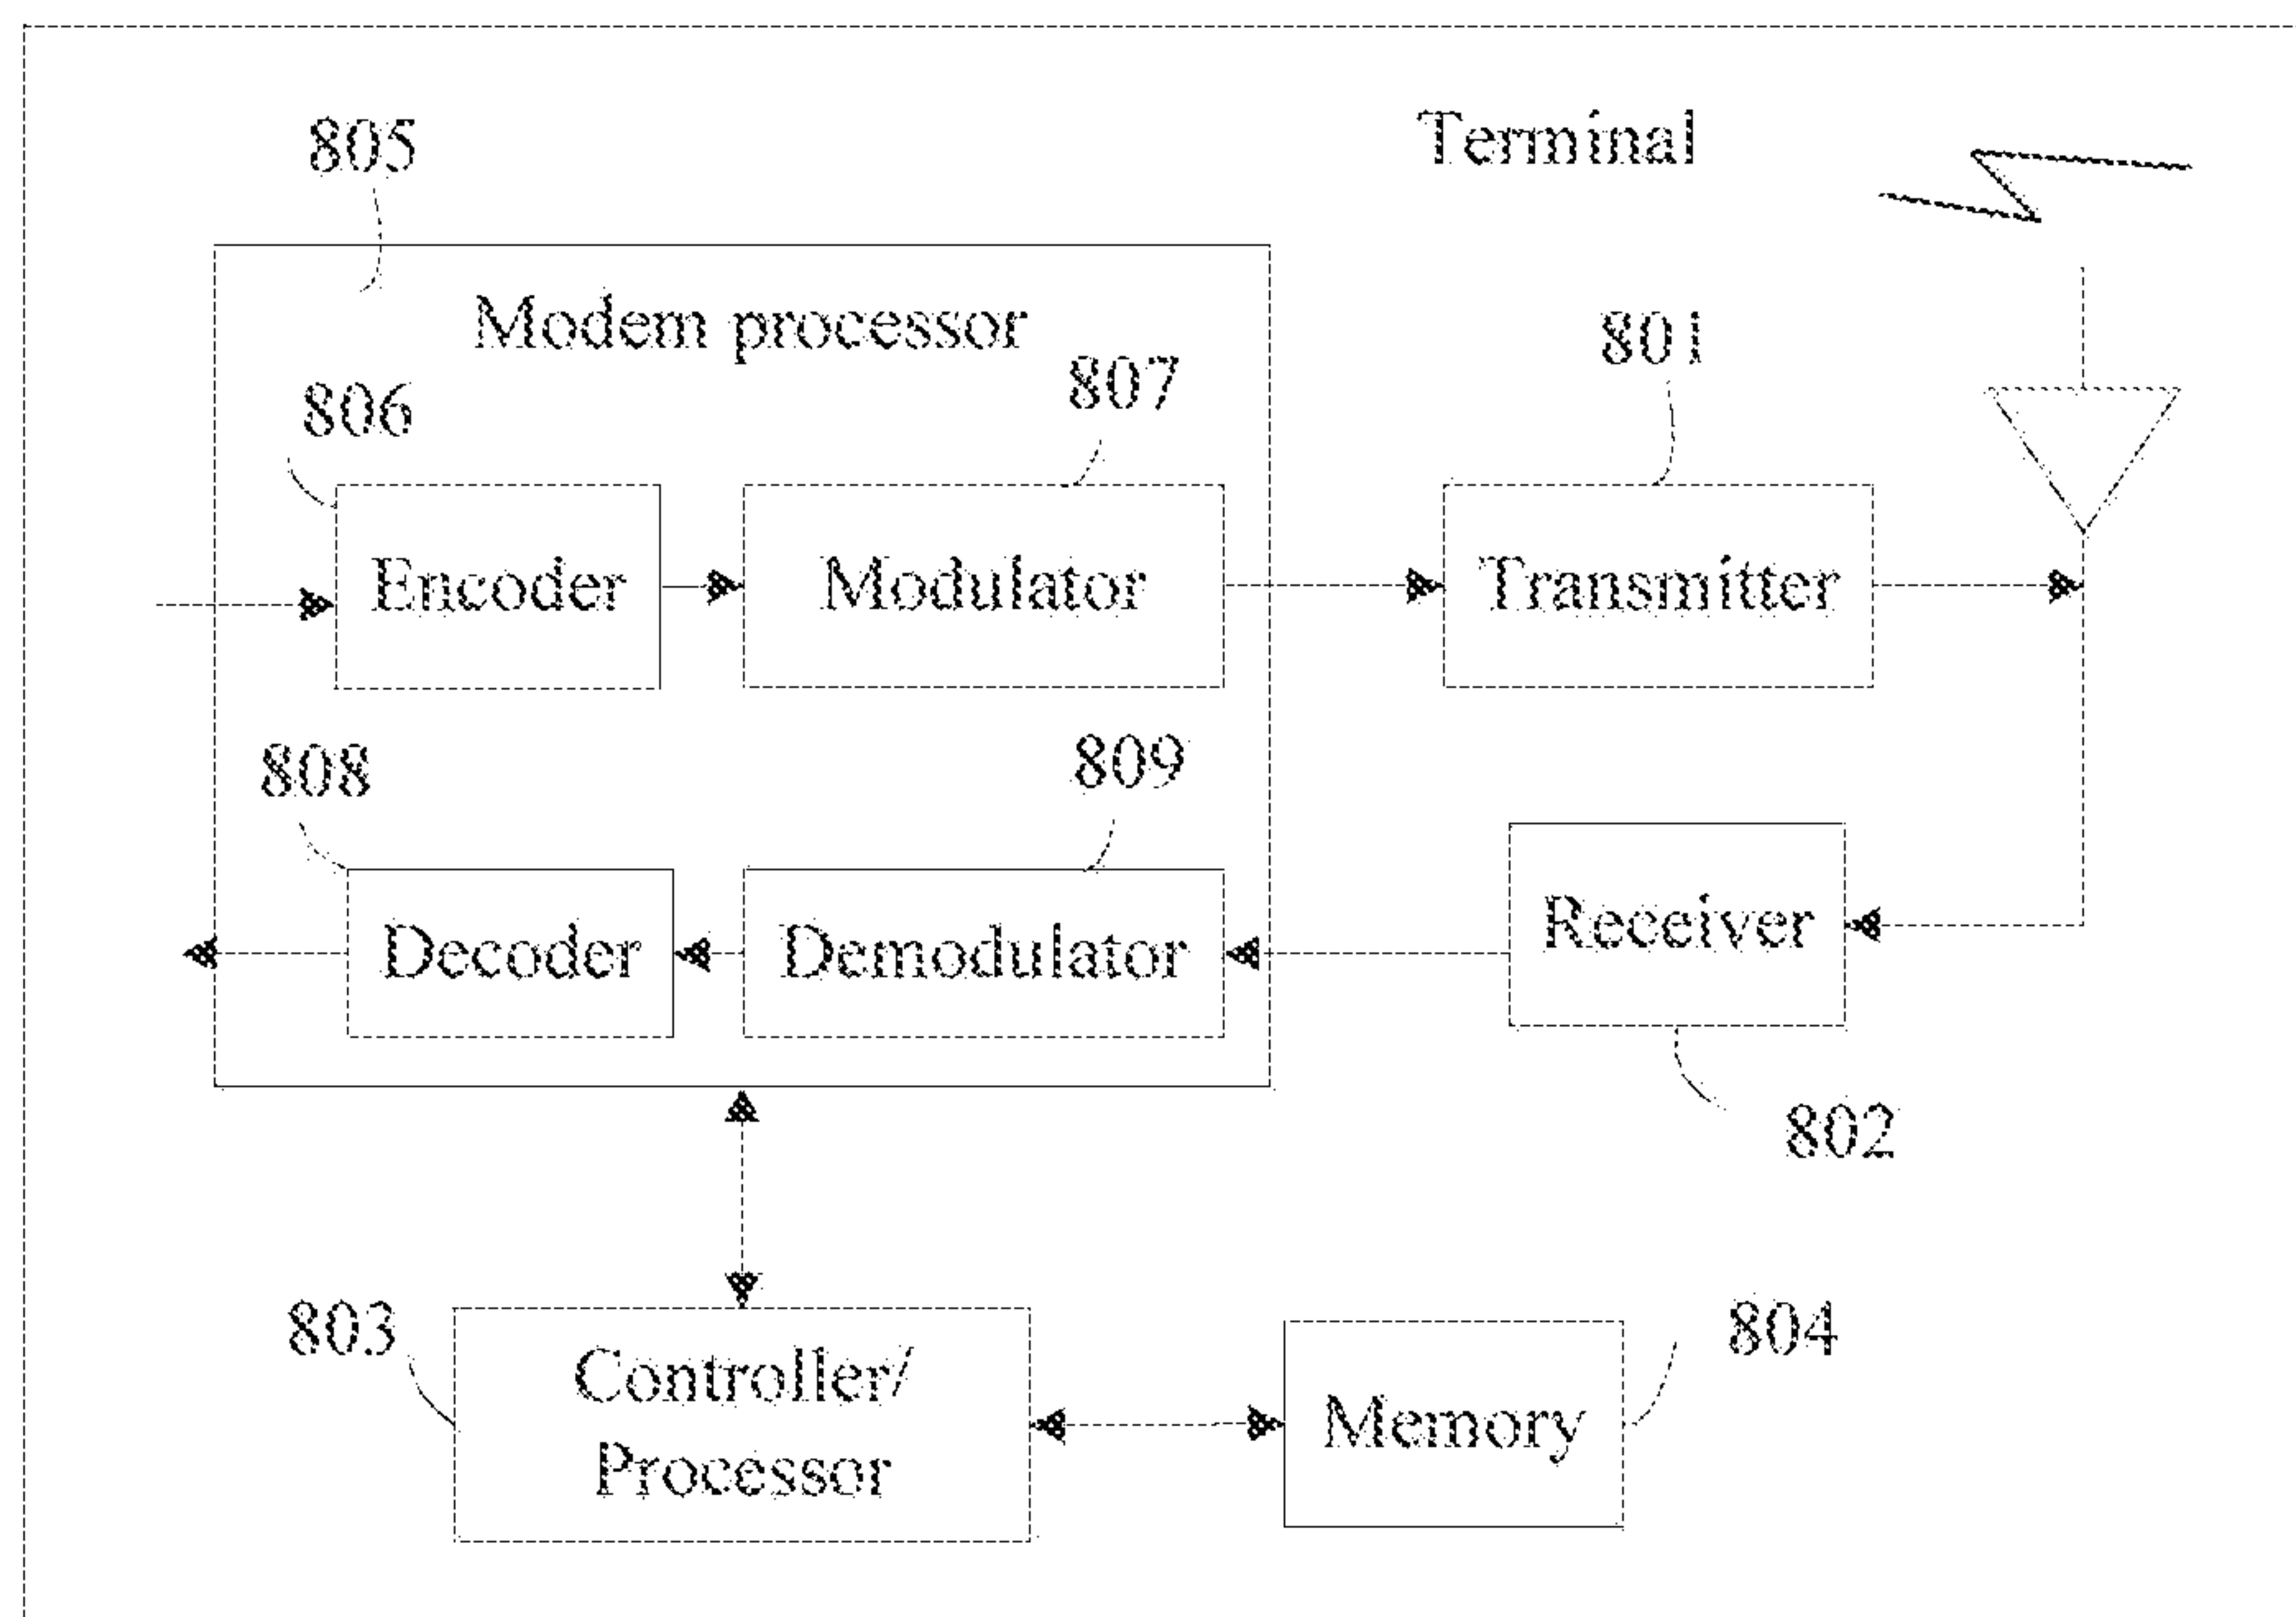 805
Terminal
Modem processor
801
807
806
Encoder
Modulator
Transmitter
808
809
Receiver
Decoder
Demodulator
802
803
804
Controller/
Memory
Processor